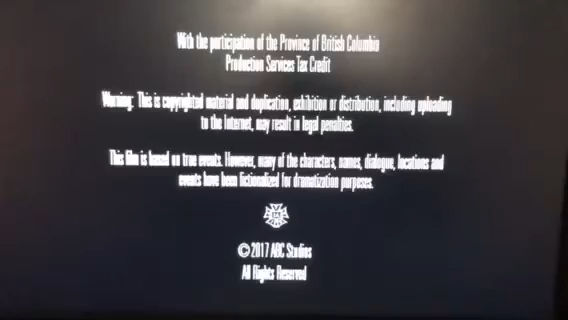 With the participation of the Province of British Columbia
Production Services Tax Credit
Warning: This is copyrighted material and duplication, exhibition or distribution, including uploading
to the Internet, may result in legal penalties.
This film is based on true events. However, many of the characters, names, dialogue, locations and
events have been fictionalized for dramatization purposes.
© 2017 ABC Studios
All Rights Reserved